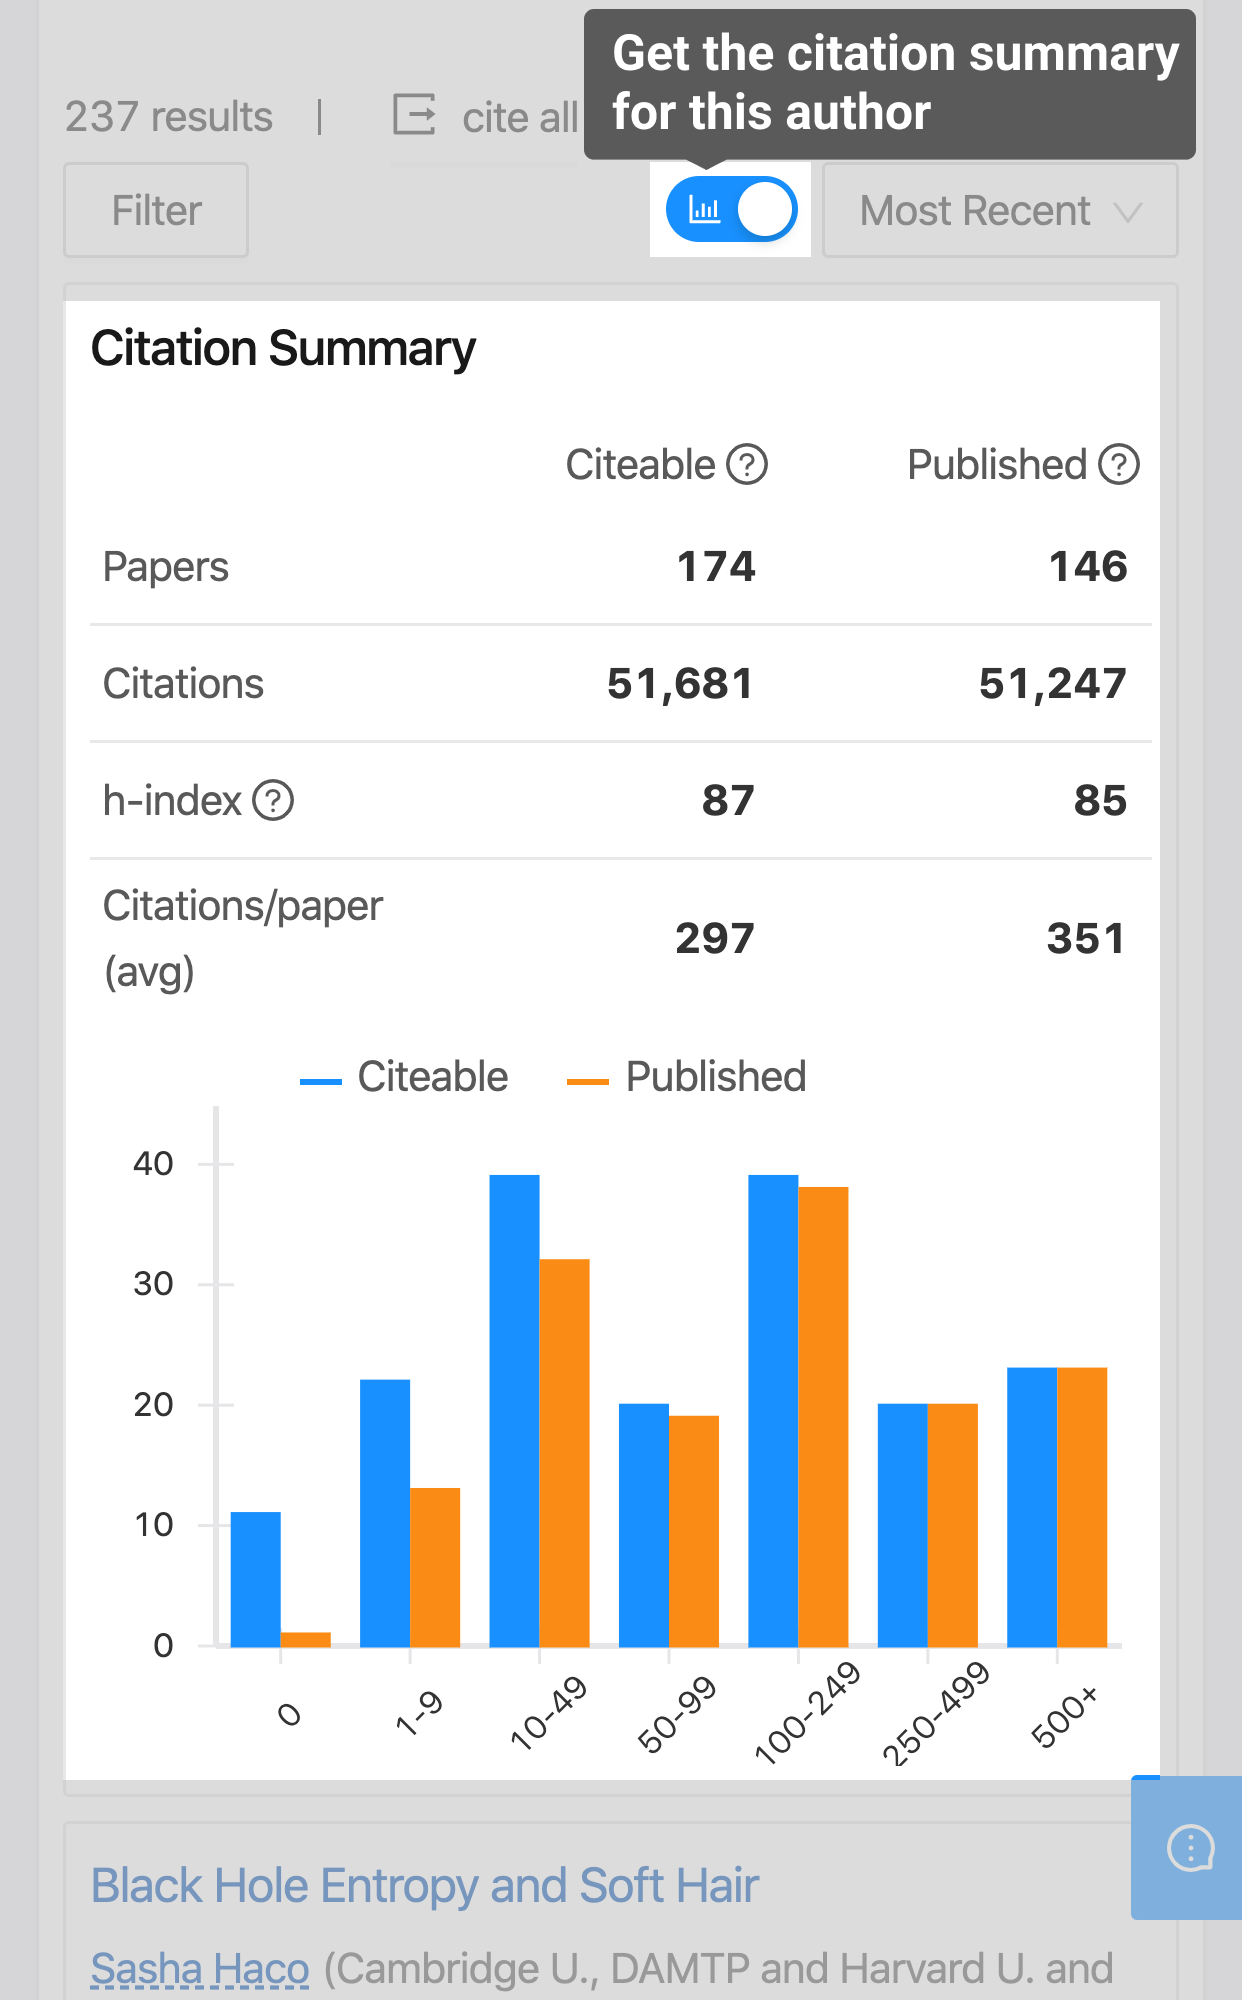 Get the citation summary
for this author
237 results | cite all
Filter Most Recent
Citation Summary
Citeable ? Published ?
Papers 174 146
Citations 51,681 51,247
h-index ? 87 85
Citations/paper
(avg) 297 351
Citeable Published
40
30
20
10
0
0 1-9 10-49 50-99 100-249 250-499 500+
Black Hole Entropy and Soft Hair
Sasha Haco (Cambridge U., DAMTP and Harvard U. and